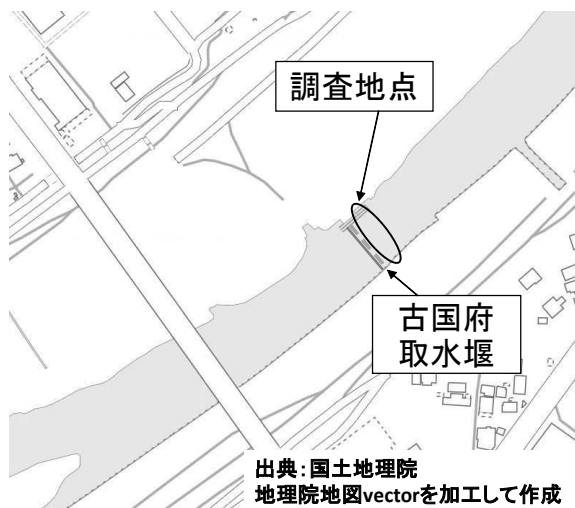 調査地点
古国府
取水堰
出典：国土地理院
地理院地図vectorを加工して作成